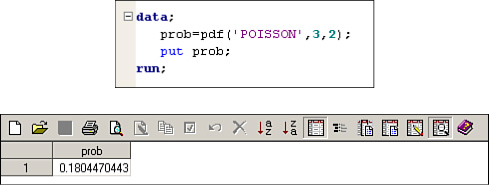 data;
prob=pdf('POISSON',3,2);
put prob;
run;
prob
1 0.1804470443